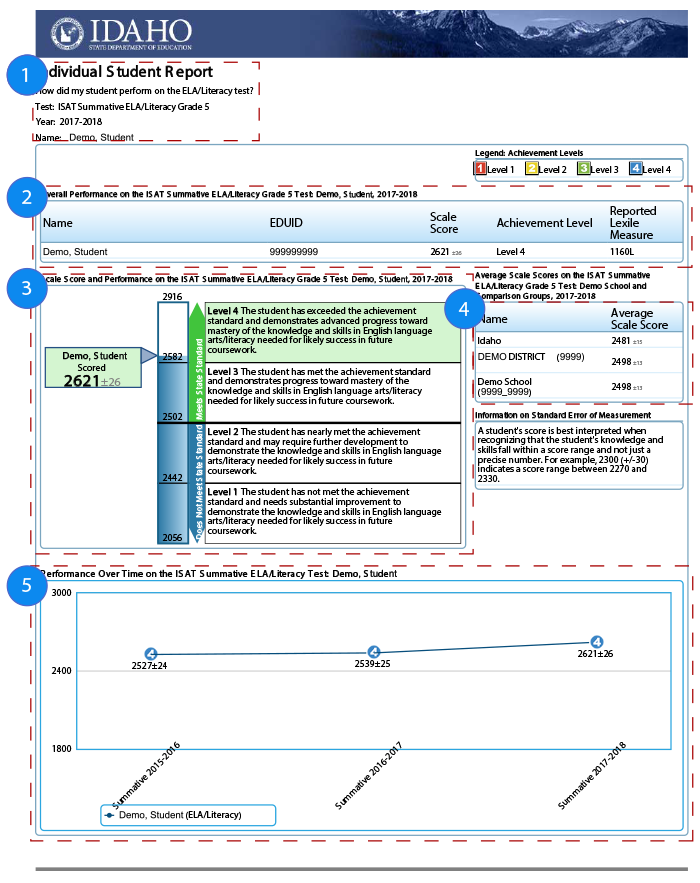 IDAHO
STATE DEPARTMENT OF EDUCATION
1
ndividual Student Report
How did my student perform on the ELA/Literacy test?
Test: ISAT Summative ELA/Literacy Grade 5
Year: 2017-2018
Name: Demo, Student
Legend: Achievement Levels
1 Level 1 2 Level 2 3 Level 3 4 Level 4
2
verall Performance on the ISAT Summative ELA/Literacy Grade 5 Test: Demo, Student, 2017-2018
Name EDUID Scale Score Achievement Level Reported Lexile Measure
Demo, Student 999999999 2621 ±26 Level 4 1160L
3
cale Score and Performance on the ISAT Summative ELA/Literacy Grade 5 Test: Demo, Student, 2017-2018
2916
2582
2502
2442
2056
Demo, Student
Scored
2621±26
Meets State Standard
Does Not Meet State Standard
Level 4 The student has exceeded the achievement
standard and demonstrates advanced progress toward
mastery of the knowledge and skills in English language
arts/literacy needed for likely success in future
coursework.
Level 3 The student has met the achievement standard
and demonstrates progress toward mastery of the
knowledge and skills in English language arts/literacy
needed for likely success in future coursework.
Level 2 The student has nearly met the achievement
standard and may require further development to
demonstrate the knowledge and skills in English language
arts/literacy needed for likely success in future
coursework.
Level 1 The student has not met the achievement
standard and needs substantial improvement to
demonstrate the knowledge and skills in English language
arts/literacy needed for likely success in future
coursework.
Average Scale Scores on the ISAT Summative
ELA/Literacy Grade 5 Test: Demo School and
Comparison Groups, 2017-2018
4
Name Average Scale Score
Idaho 2481 ±15
DEMO DISTRICT (9999) 2498 ±13
Demo School
(9999_9999) 2498 ±13
Information on Standard Error of Measurement
A student's score is best interpreted when
recognizing that the student's knowledge and
skills fall within a score range and not just a
precise number. For example, 2300 (+/-30)
indicates a score range between 2270 and
2330.
5
Performance Over Time on the ISAT Summative ELA/Literacy Test: Demo, Student
3000
2400
1800
4
2527±24
4
2539±25
4
2621±26
Summative 2015-2016
Summative 2016-2017
Summative 2017-2018
Demo, Student (ELA/Literacy)